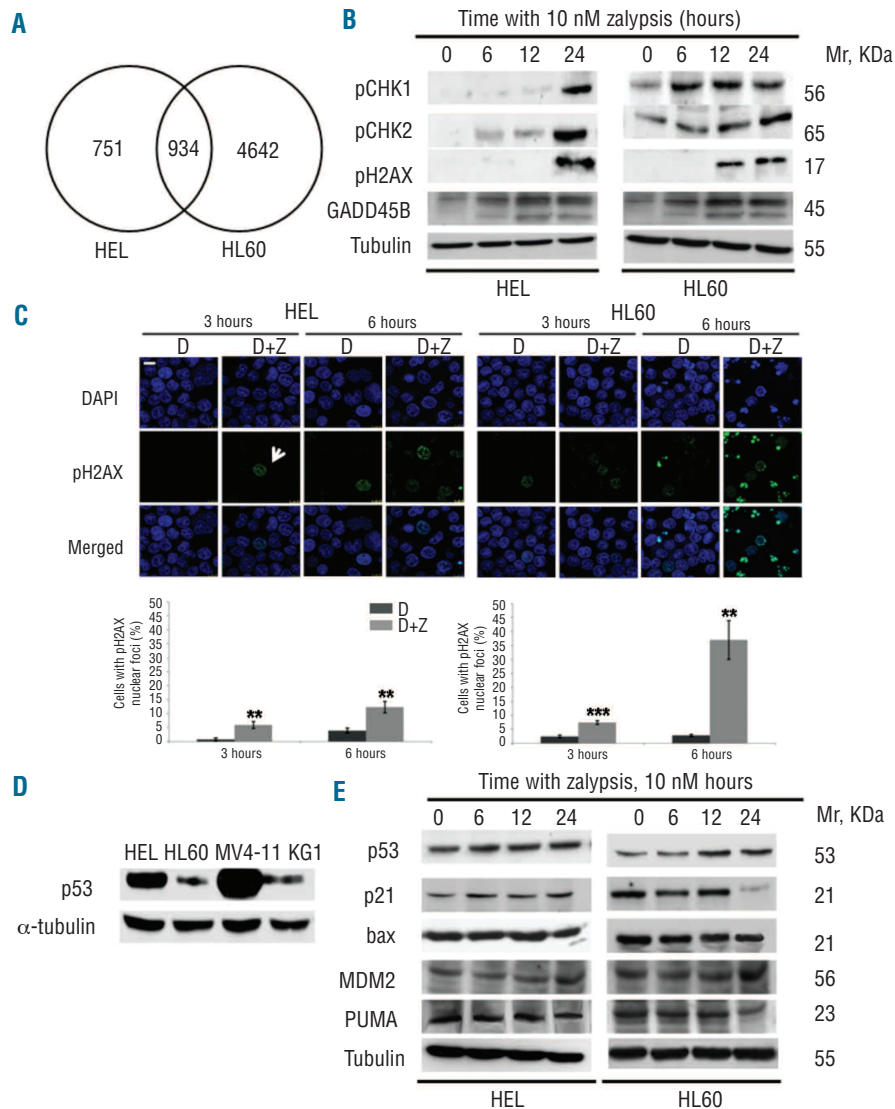 A
751
934
4642
HEL
HL60
B
Time with 10 nM zalypsis (hours)
0 6 12 24 0 6 12 24 Mr, KDa
pCHK1 56
pCHK2 65
pH2AX 17
GADD45B 45
Tubulin 55
HEL HL60
C
HEL HL60
3 hours 6 hours 3 hours 6 hours
D D+Z D D+Z D D+Z D D+Z
DAPI
pH2AX
Merged
Cells with pH2AX
nuclear foci (%)
50
45
40
35
30
25
20
15
10
5
0
D
D+Z
**
**
3 hours 6 hours
Cells with pH2AX
nuclear foci (%)
50
45
40
35
30
25
20
15
10
5
0
***
**
3 hours 6 hours
D
HEL HL60 MV4-11 KG1
p53
α-tubulin
E
Time with zalypsis, 10 nM hours
0 6 12 24 0 6 12 24 Mr, KDa
p53 53
p21 21
bax 21
MDM2 56
PUMA 23
Tubulin 55
HEL HL60